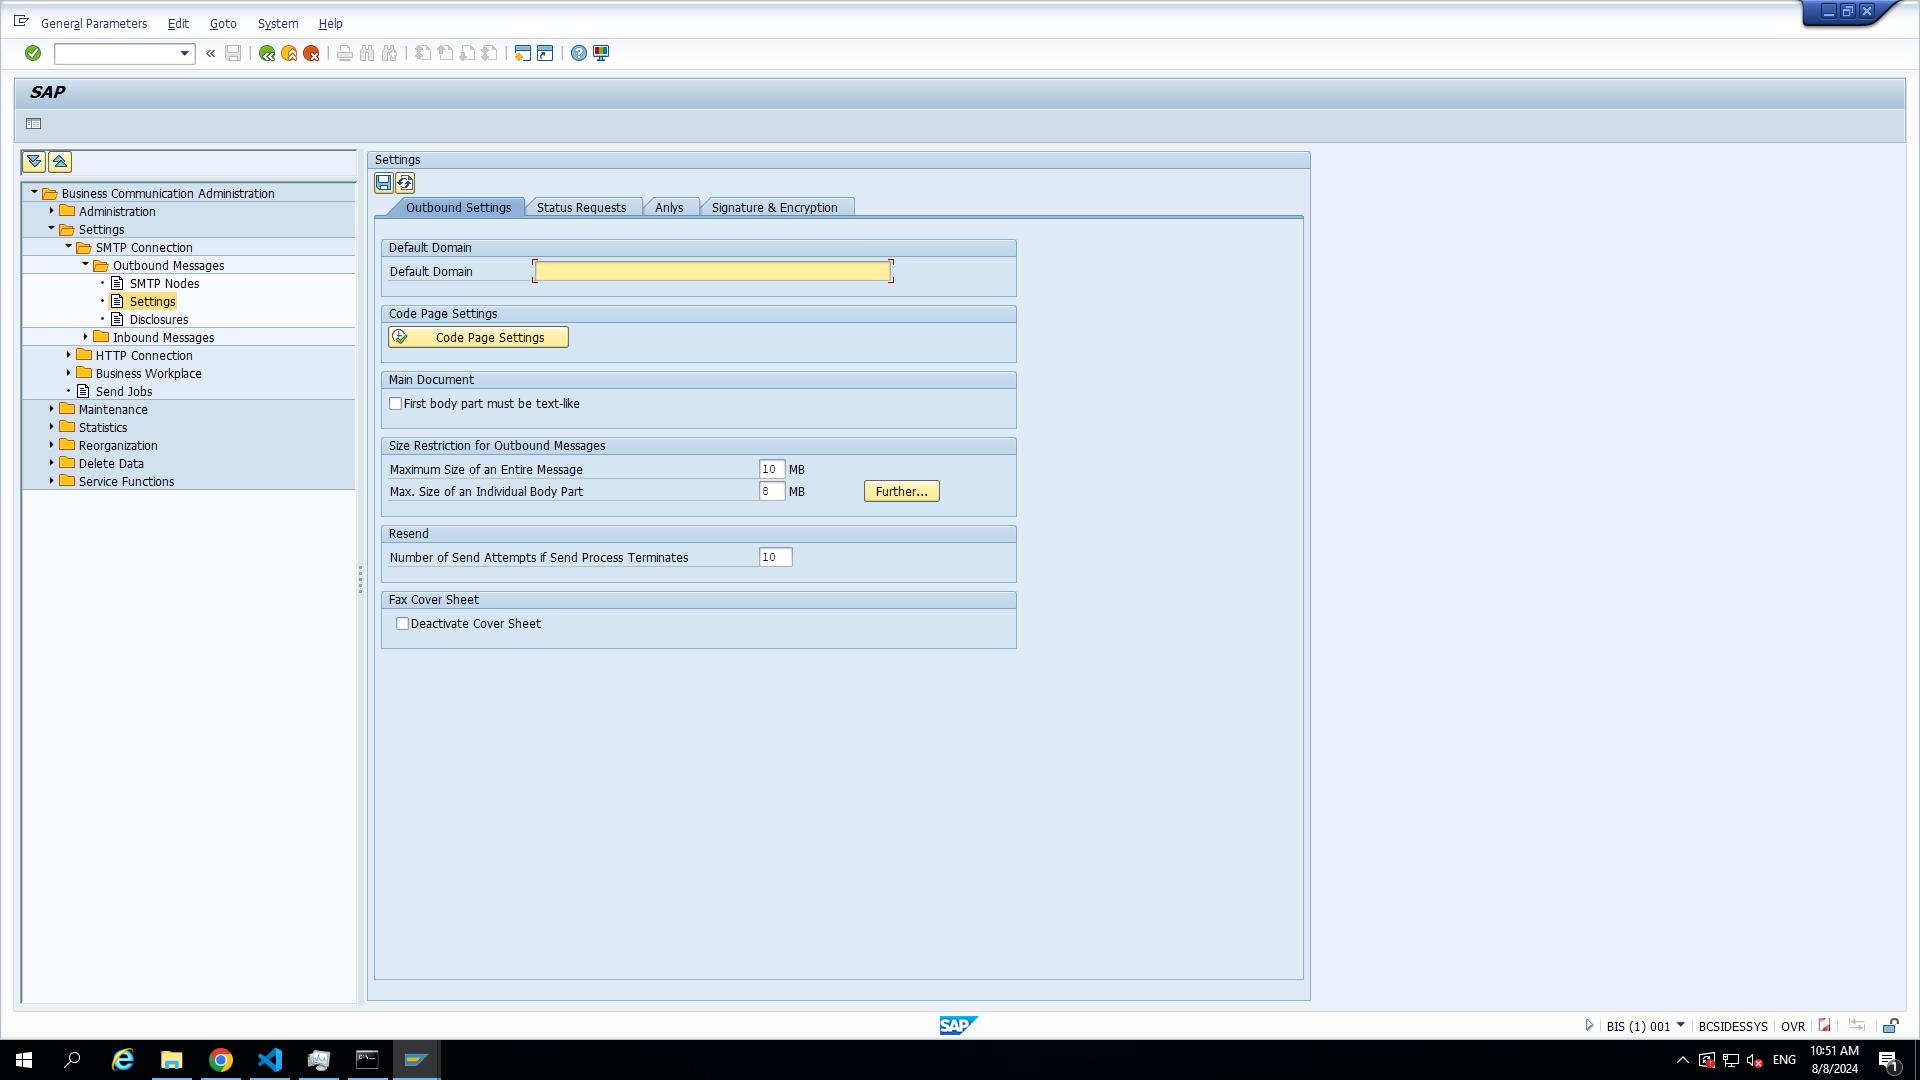 General Parameters Edit Goto System Help
SAP
Business Communication Administration
Administration
Settings
SMTP Connection
Outbound Messages
SMTP Nodes
Settings
Disclosures
Inbound Messages
HTTP Connection
Business Workplace
Send Jobs
Maintenance
Statistics
Reorganization
Delete Data
Service Functions
Settings
Outbound Settings Status Requests Anlys Signature & Encryption
Default Domain
Default Domain
Code Page Settings
Code Page Settings
Main Document
First body part must be text-like
Size Restriction for Outbound Messages
Maximum Size of an Entire Message 10 MB
Max. Size of an Individual Body Part 8 MB Further...
Resend
Number of Send Attempts if Send Process Terminates 10
Fax Cover Sheet
Deactivate Cover Sheet
SAP
BIS (1) 001 BCSIDESSYS OVR
ENG 10:51 AM
8/8/2024 1